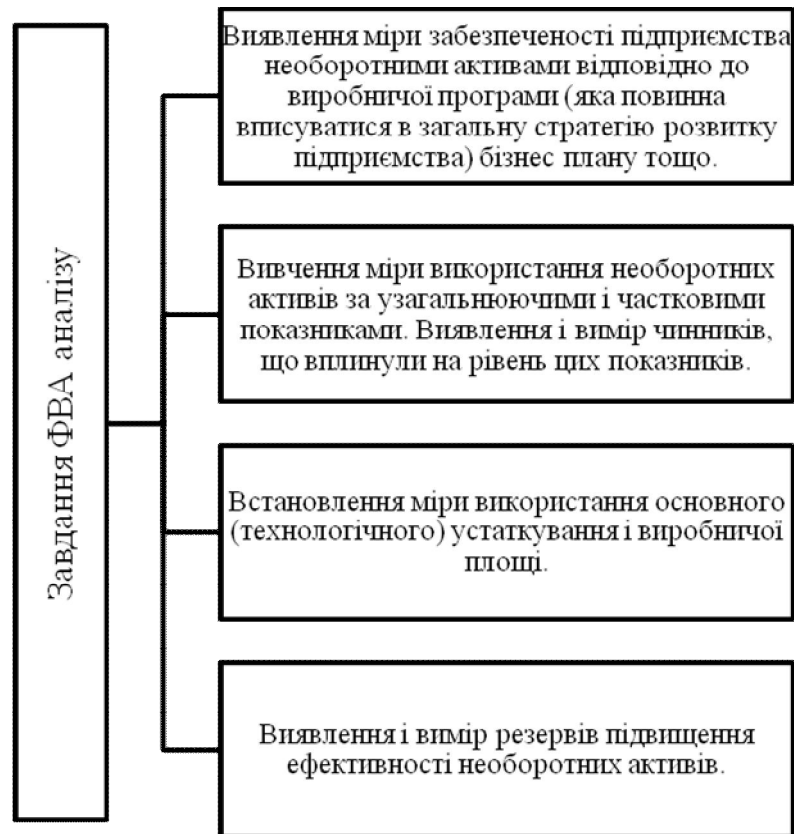 Завдання ФВА аналізу
Виявлення міри забезпеченості підприємства
необоротними активами відповідно до
виробничої програми (яка повинна
вписуватися в загальну стратегію розвитку
підприємства) бізнес плану тощо.
Вивчення міри використання необоротних
активів за узагальнюючими і частковими
показниками. Виявлення і вимір чинників,
що вплинули на рівень цих показників.
Встановлення міри використання основного
(технологічного) устаткування і виробничої
площі.
Виявлення і вимір резервів підвищення
ефективності необоротних активів.